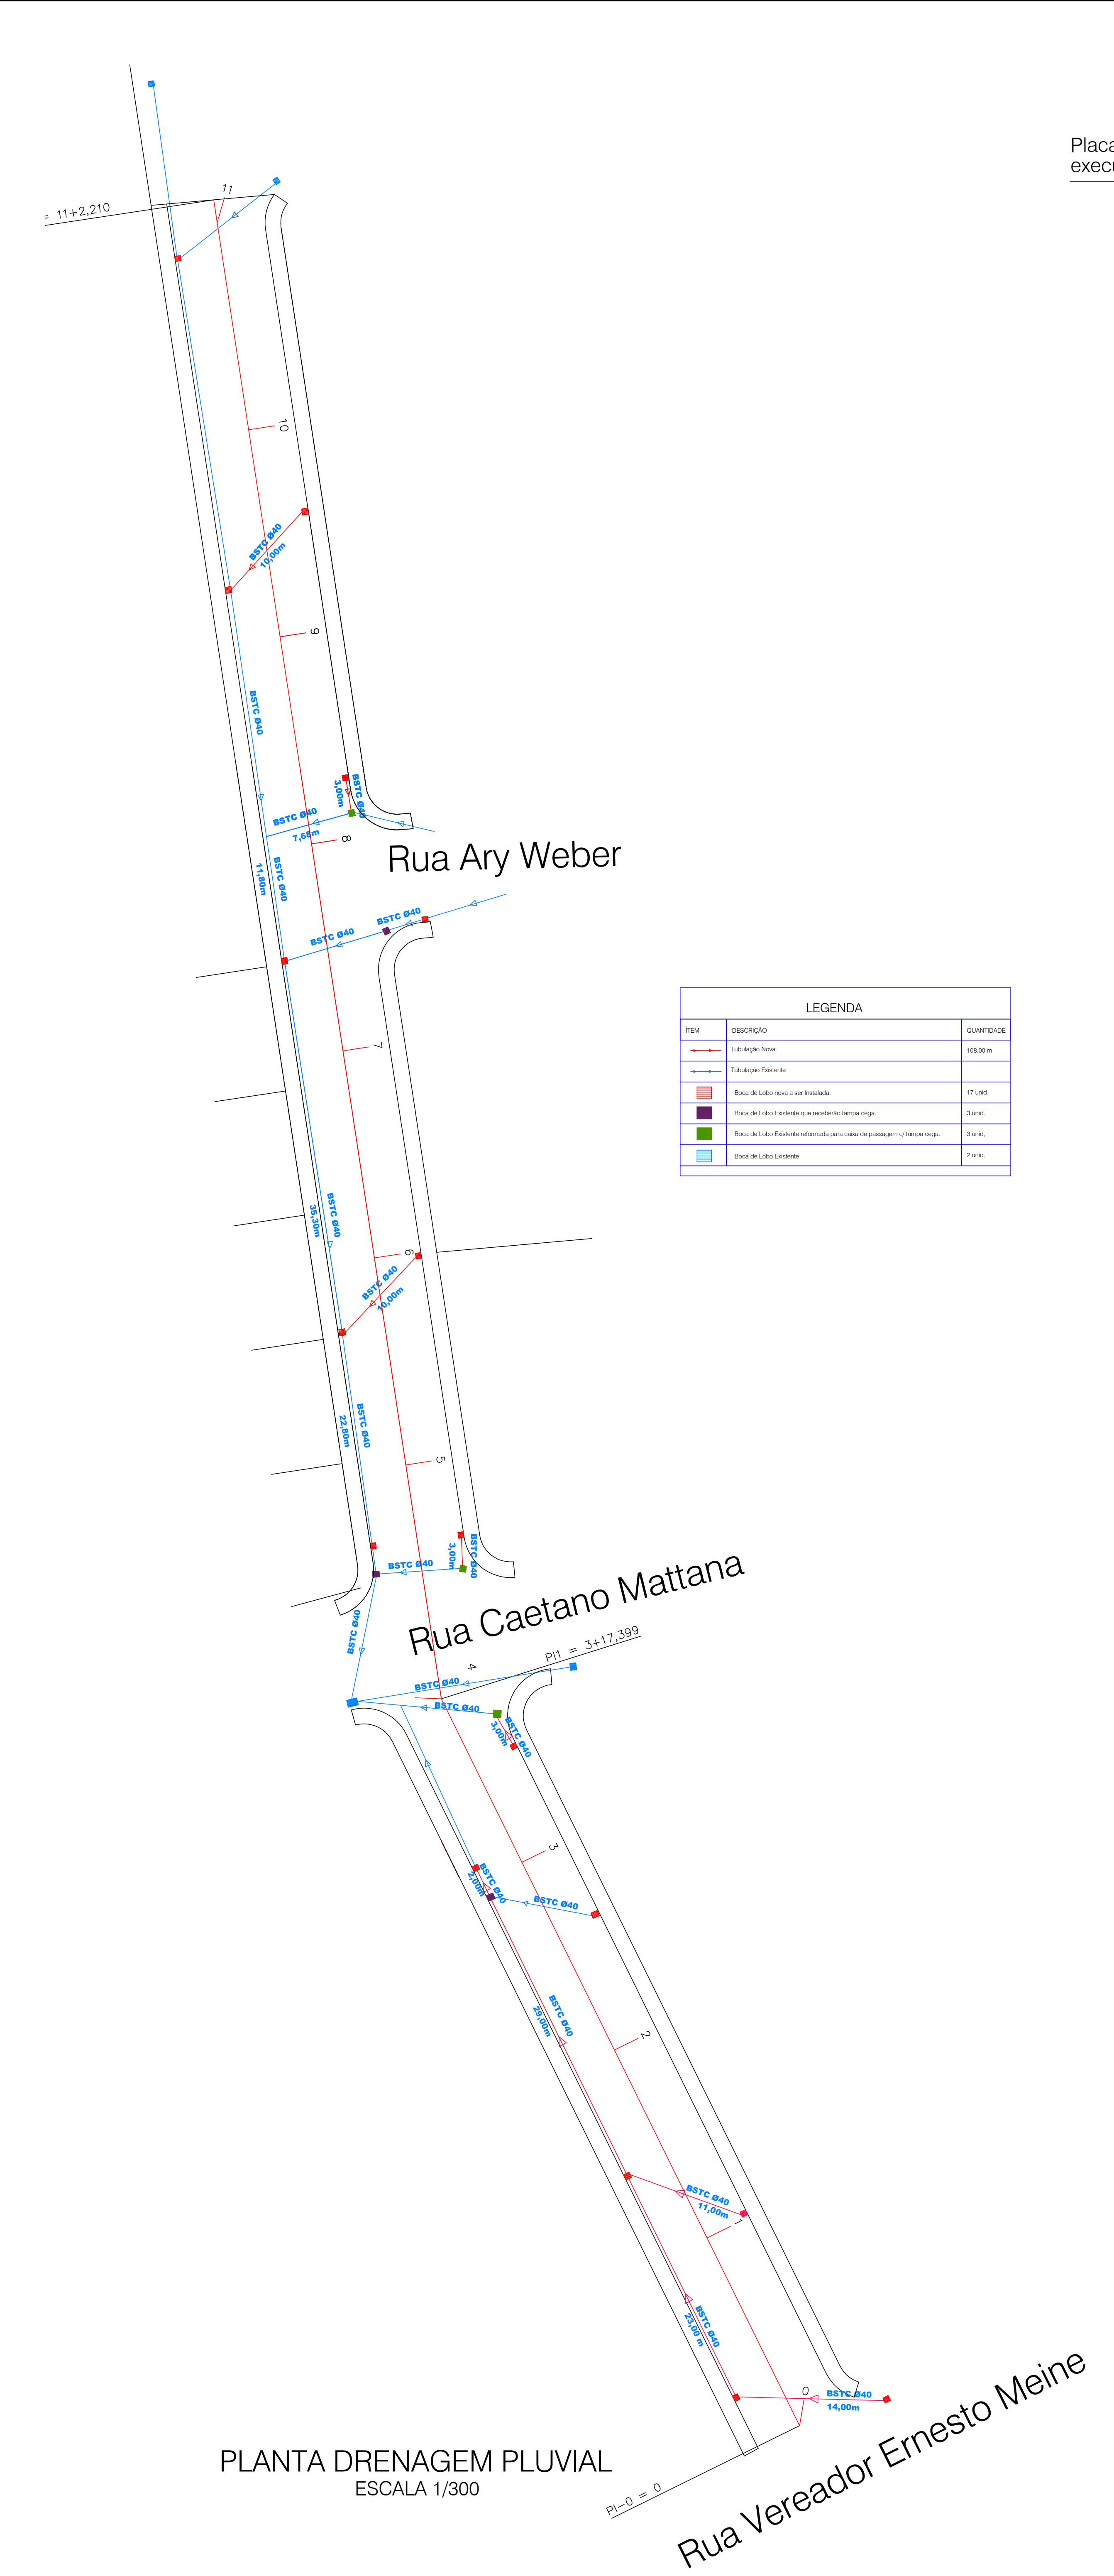 Placa
execu
11
= 11+2,210
10
BSTC Ø40
10,00m
9
BSTC Ø40
BSTC Ø40
3,00m
BSTC Ø40
7,68m
8
Rua Ary Weber
BSTC Ø40
11,80m
BSTC Ø40
BSTC Ø40
7
LEGENDA
ÍTEM DESCRIÇÃO QUANTIDADE
Tubulação Nova 108,00 m
Tubulação Existente
Boca de Lobo nova a ser Instalada. 17 unid.
Boca de Lobo Existente que receberão tampa cega. 3 unid.
Boca de Lobo Existente reformada para caixa de passagem c/ tampa cega. 3 unid,
Boca de Lobo Existente 2 unid.
BSTC Ø40
35,30m
6
BSTC Ø40
10,00m
BSTC Ø40
22,80m
5
BSTC Ø40
3,00m
BSTC Ø40
Rua Caetano Mattana
BSTC Ø40
PI1 = 3+17,399
4
BSTC Ø40
BSTC Ø40
BSTC Ø40
3,00m
3
BSTC Ø40
2,00m
BSTC Ø40
BSTC Ø40
29,00m
2
BSTC Ø40
11,00m
1
BSTC Ø40
23,00 m
0
BSTC Ø40
14,00m
Rua Vereador Ernesto Meine
PLANTA DRENAGEM PLUVIAL
ESCALA 1/300
PI-0 = 0